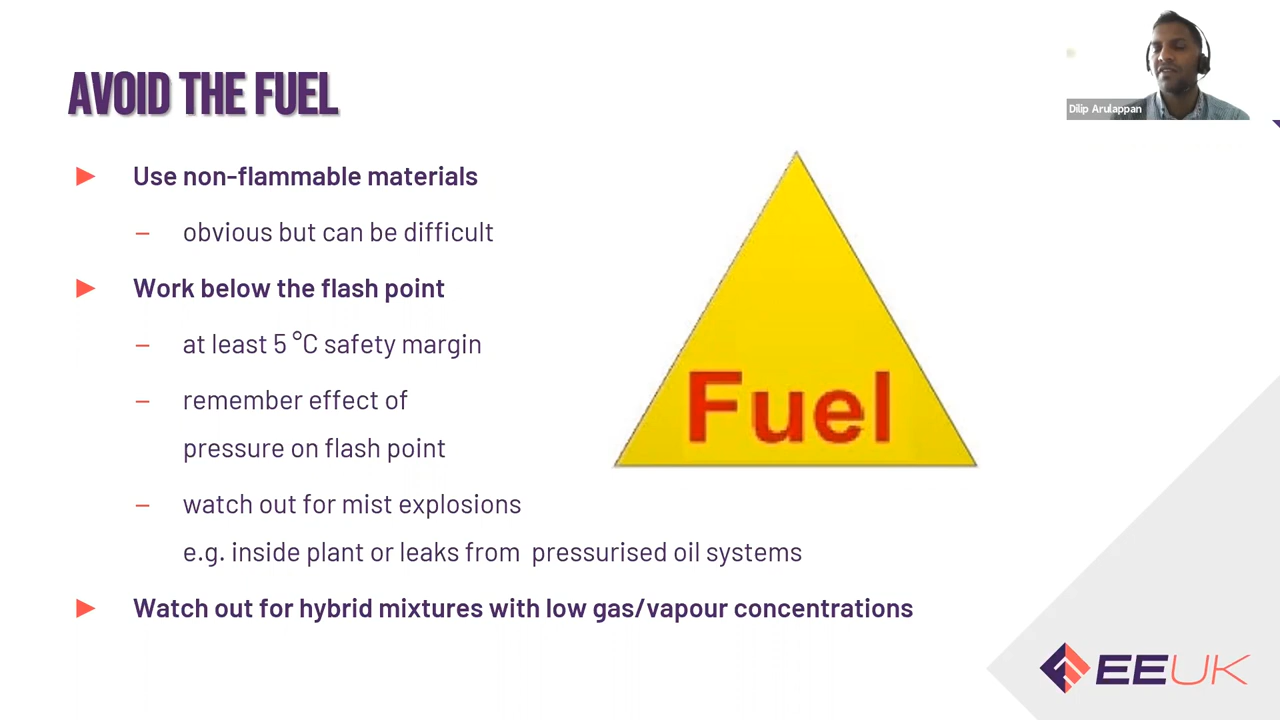 AVOID THE FUEL
Dilip Arulappan
► Use non-flammable materials
– obvious but can be difficult
► Work below the flash point
– at least 5 °C safety margin
– remember effect of
pressure on flash point
– watch out for mist explosions
e.g. inside plant or leaks from pressurised oil systems
► Watch out for hybrid mixtures with low gas/vapour concentrations
Fuel
EEUK